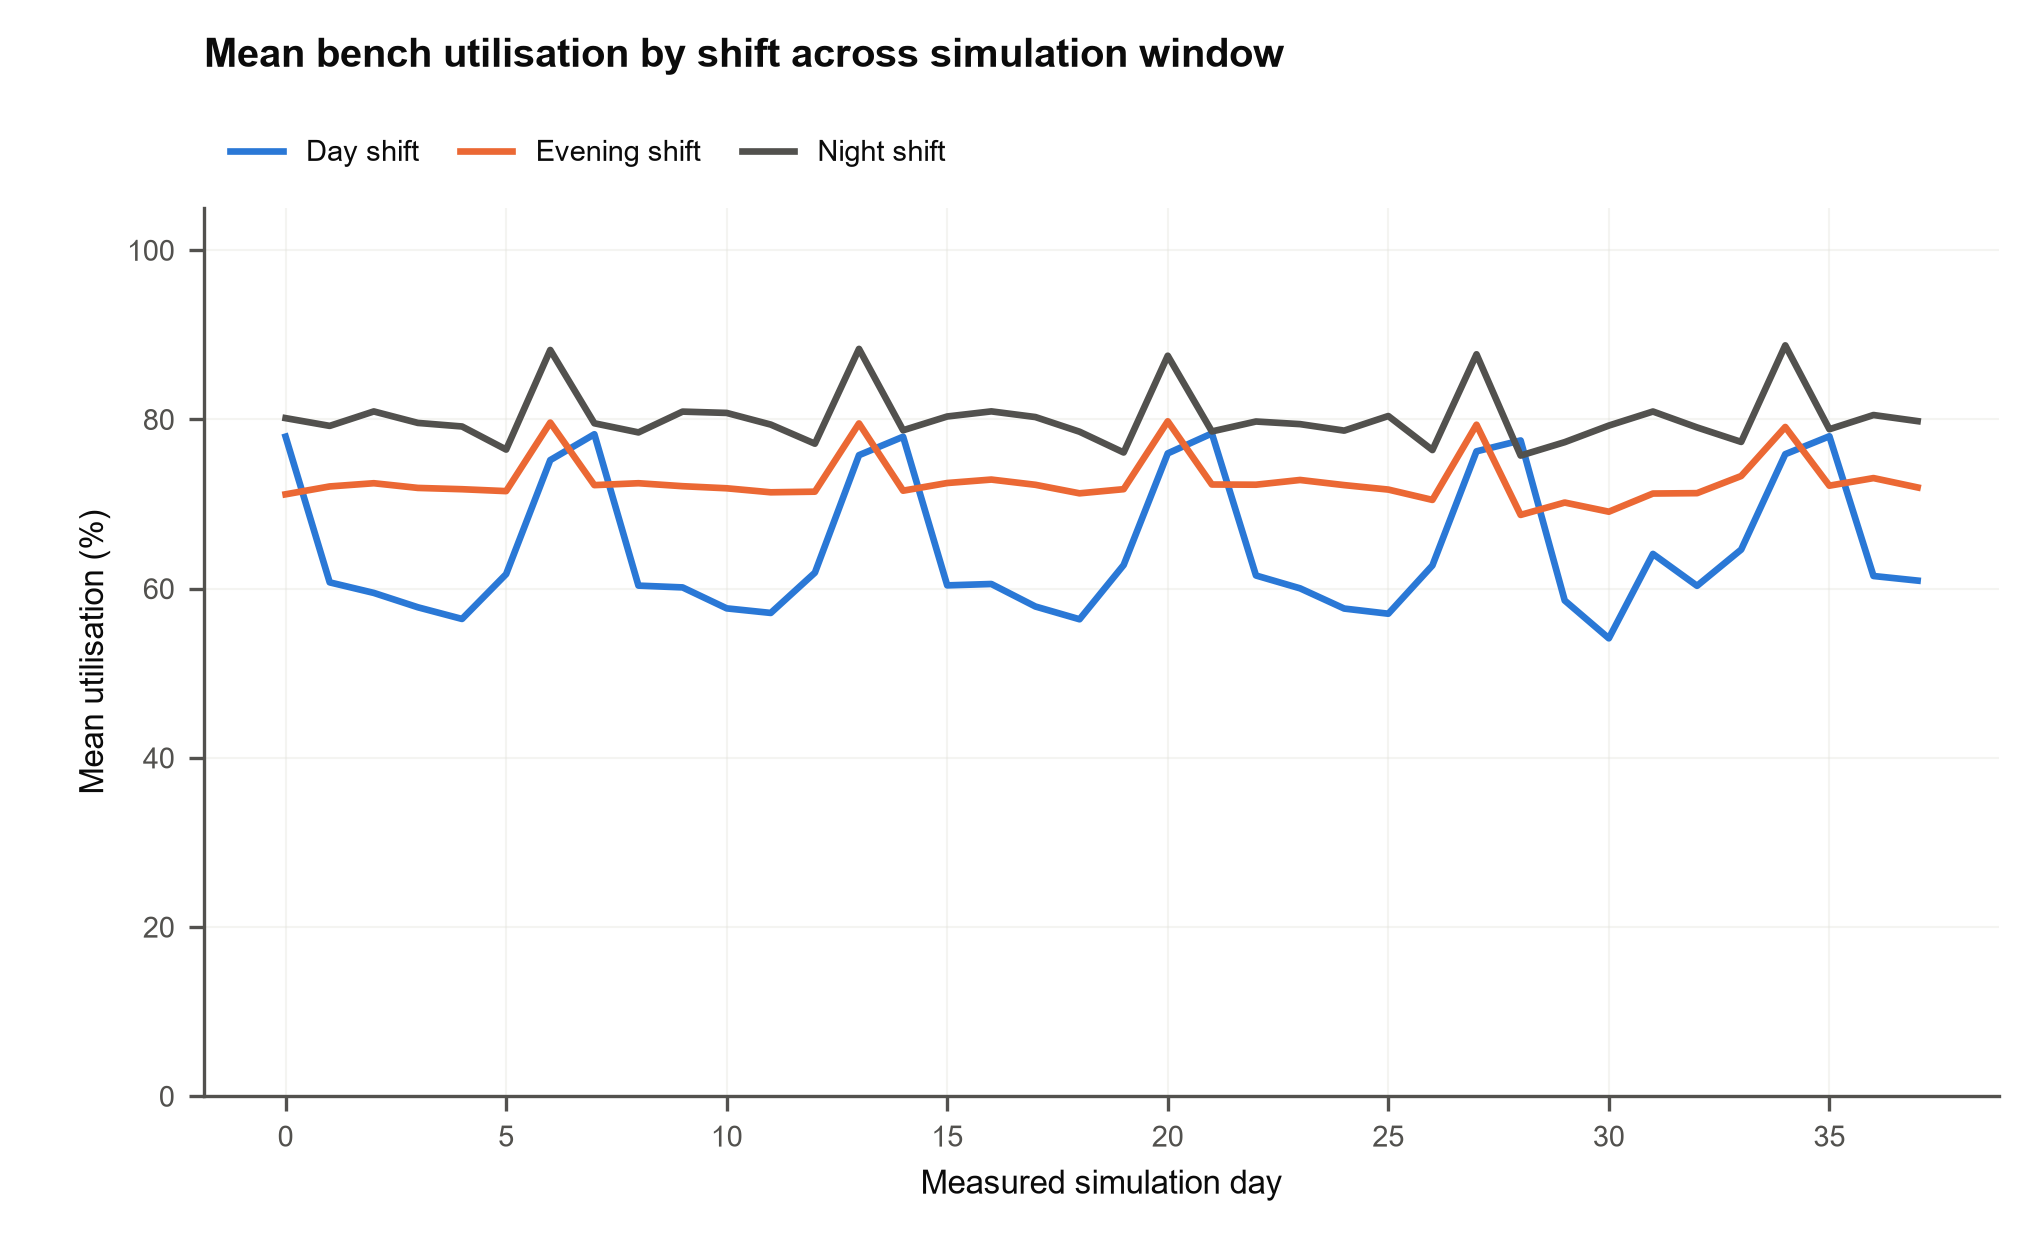 Mean bench utilisation by shift across simulation window
Day shift Evening shift Night shift
100
80
60
40
20
0
Mean utilisation (%)
0 5 10 15 20 25 30 35
Measured simulation day